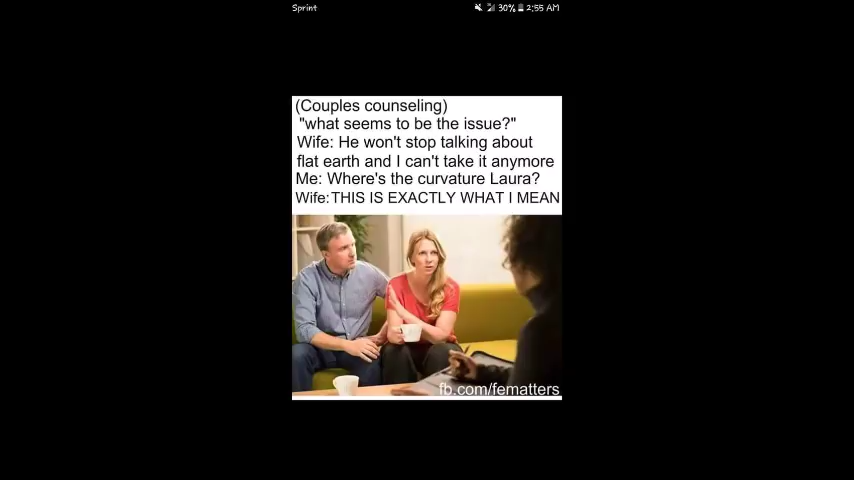 Sprint
30% 2:55 AM
(Couples counseling)
"what seems to be the issue?"
Wife: He won't stop talking about
flat earth and I can't take it anymore
Me: Where's the curvature Laura?
Wife:THIS IS EXACTLY WHAT I MEAN
fb.com/fematters